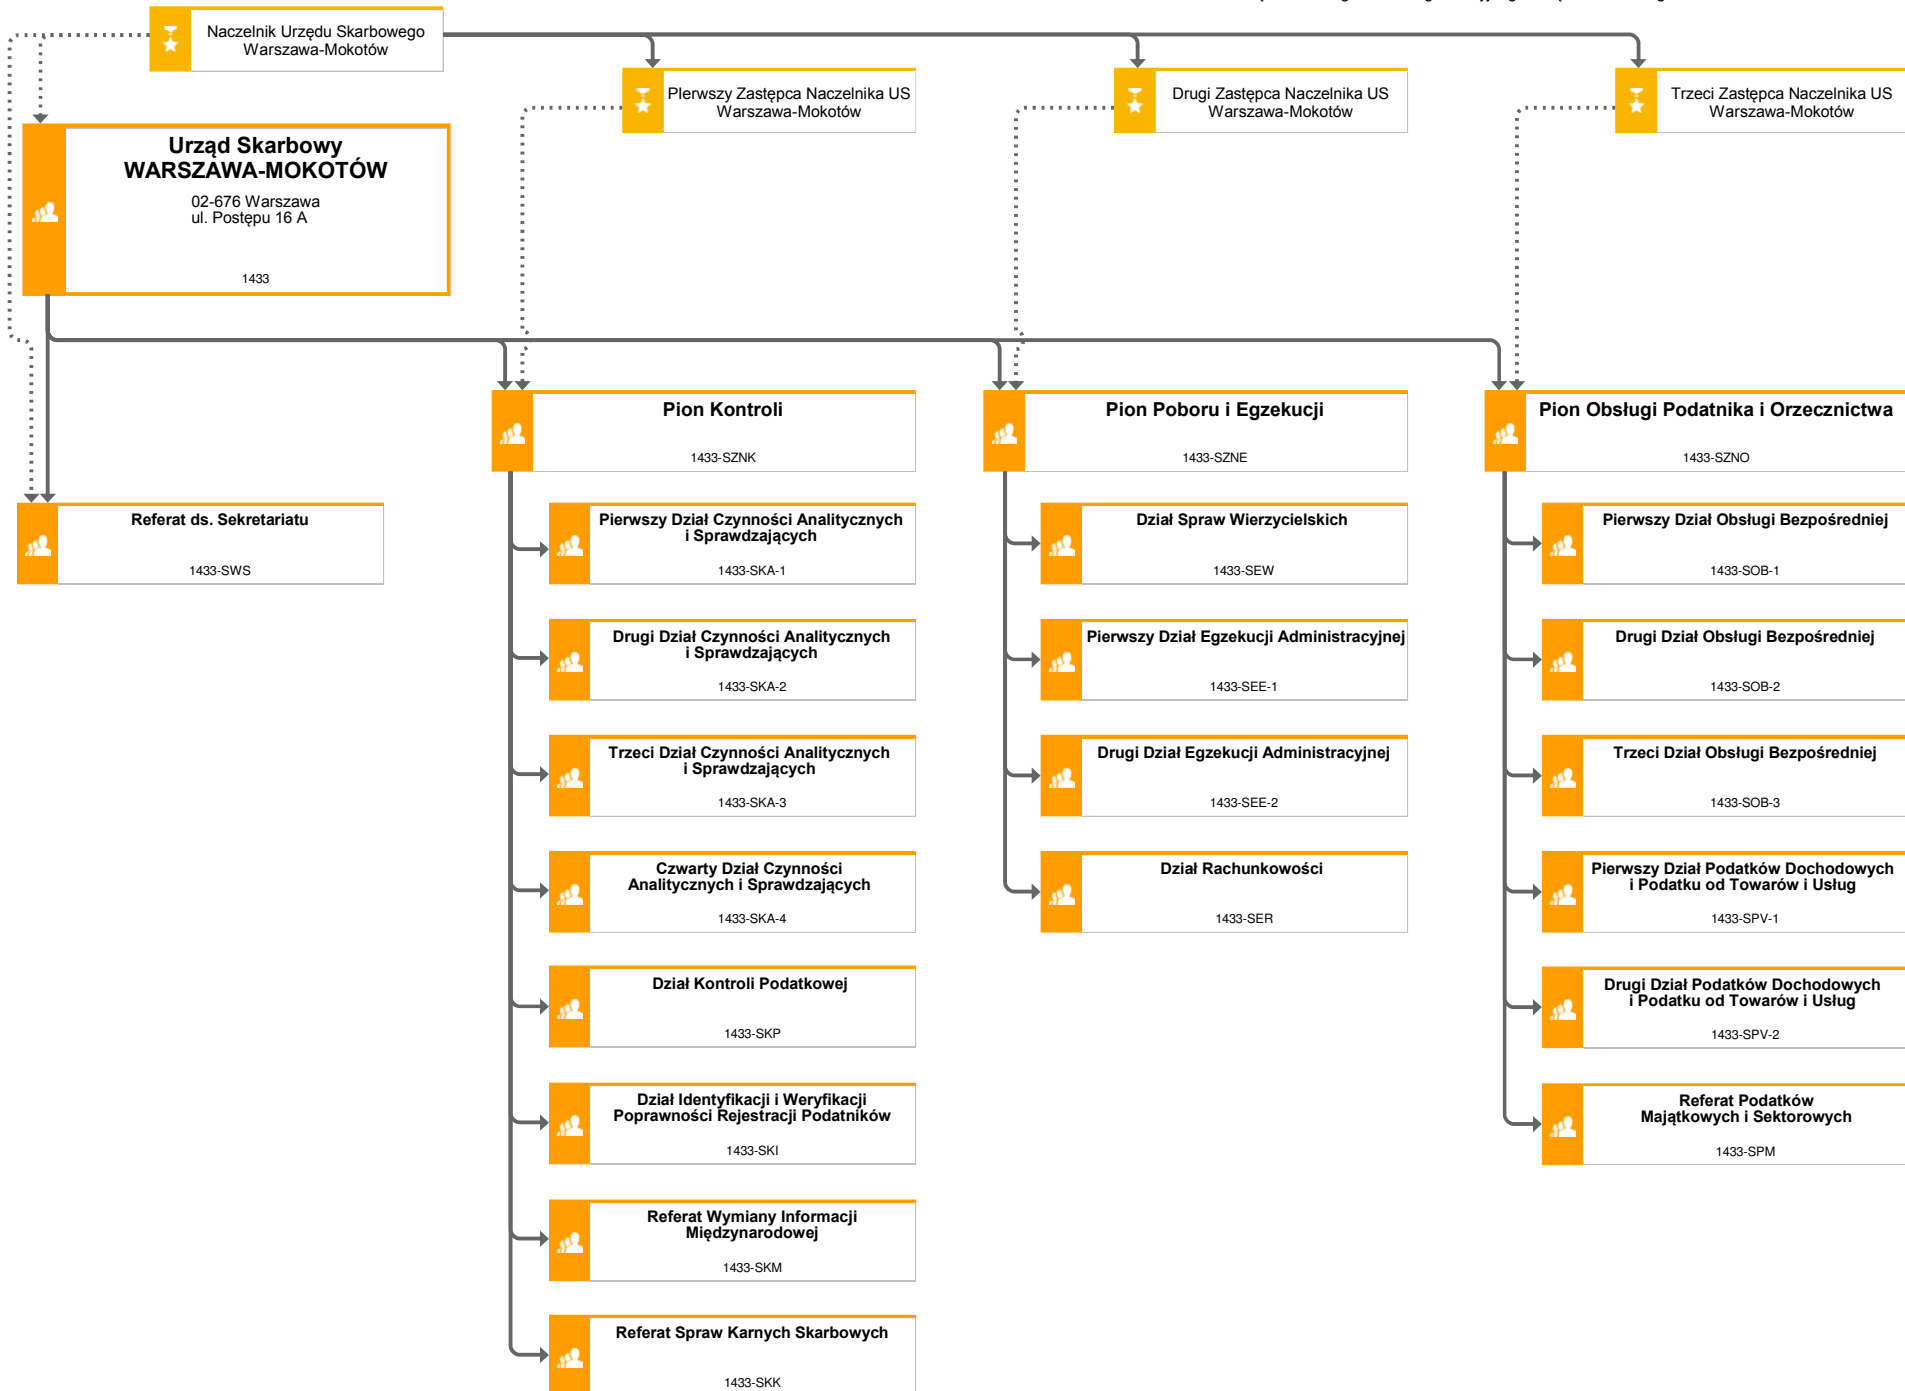 Naczelnik Urzędu Skarbowego
Warszawa-Mokotów
PIerwszy Zastępca Naczelnika US
Warszawa-Mokotów
Drugi Zastępca Naczelnika US
Warszawa-Mokotów
Trzeci Zastępca Naczelnika US
Warszawa-Mokotów
Urząd Skarbowy
WARSZAWA-MOKOTÓW
02-676 Warszawa
ul. Postępu 16 A
1433
Referat ds. Sekretariatu
1433-SWS
Pion Kontroli
1433-SZNK
Pierwszy Dział Czynności Analitycznych
i Sprawdzających
1433-SKA-1
Drugi Dział Czynności Analitycznych
i Sprawdzających
1433-SKA-2
Trzeci Dział Czynności Analitycznych
i Sprawdzających
1433-SKA-3
Czwarty Dział Czynności
Analitycznych i Sprawdzających
1433-SKA-4
Dział Kontroli Podatkowej
1433-SKP
Dział Identyfikacji i Weryfikacji
Poprawności Rejestracji Podatników
1433-SKI
Referat Wymiany Informacji
Międzynarodowej
1433-SKM
Referat Spraw Karnych Skarbowych
1433-SKK
Pion Poboru i Egzekucji
1433-SZNE
Dział Spraw Wierzycielskich
1433-SEW
Pierwszy Dział Egzekucji Administracyjnej
1433-SEE-1
Drugi Dział Egzekucji Administracyjnej
1433-SEE-2
Dział Rachunkowości
1433-SER
Pion Obsługi Podatnika i Orzecznictwa
1433-SZNO
Pierwszy Dział Obsługi Bezpośredniej
1433-SOB-1
Drugi Dział Obsługi Bezpośredniej
1433-SOB-2
Trzeci Dział Obsługi Bezpośredniej
1433-SOB-3
Pierwszy Dział Podatków Dochodowych
i Podatku od Towarów i Usług
1433-SPV-1
Drugi Dział Podatków Dochodowych
i Podatku od Towarów i Usług
1433-SPV-2
Referat Podatków
Majątkowych i Sektorowych
1433-SPM